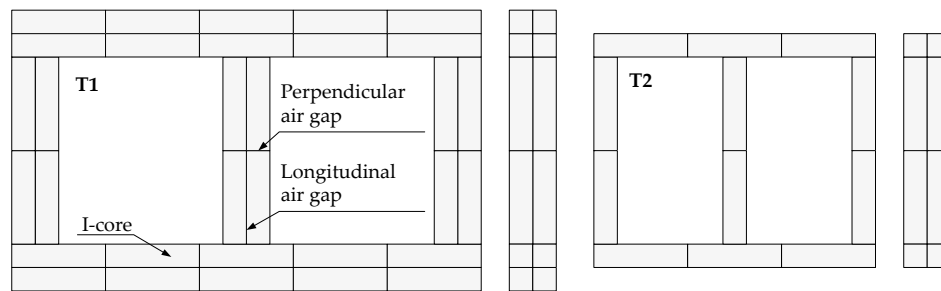 T1
Perpendicular
air gap
Longitudinal
air gap
I-core
T2